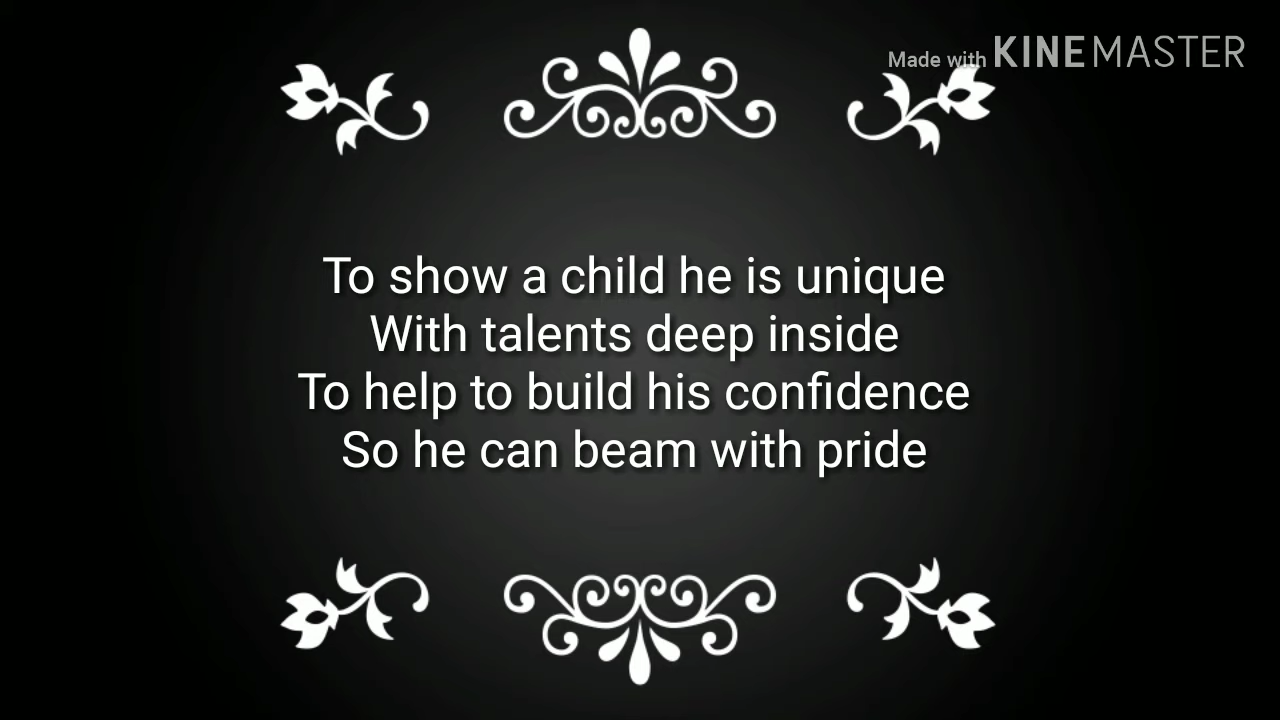 Made with KINEMASTER
To show a child he is unique
With talents deep inside
To help to build his confidence
So he can beam with pride